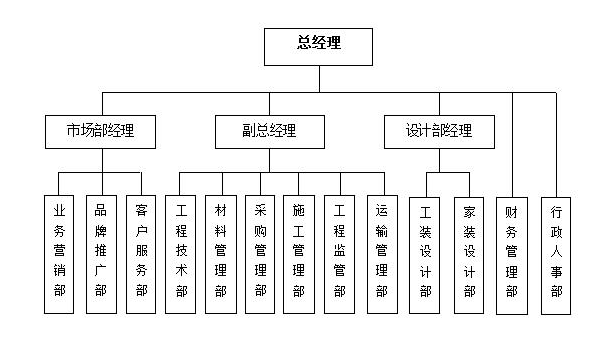 总经理
市场部经理
副总经理
设计部经理
业务营销部
品牌推广部
客户服务部
工程技术部
材料管理部
采购管理部
施工管理部
工程监管部
运输管理部
工装设计部
家装设计部
财务管理部
行政人事部